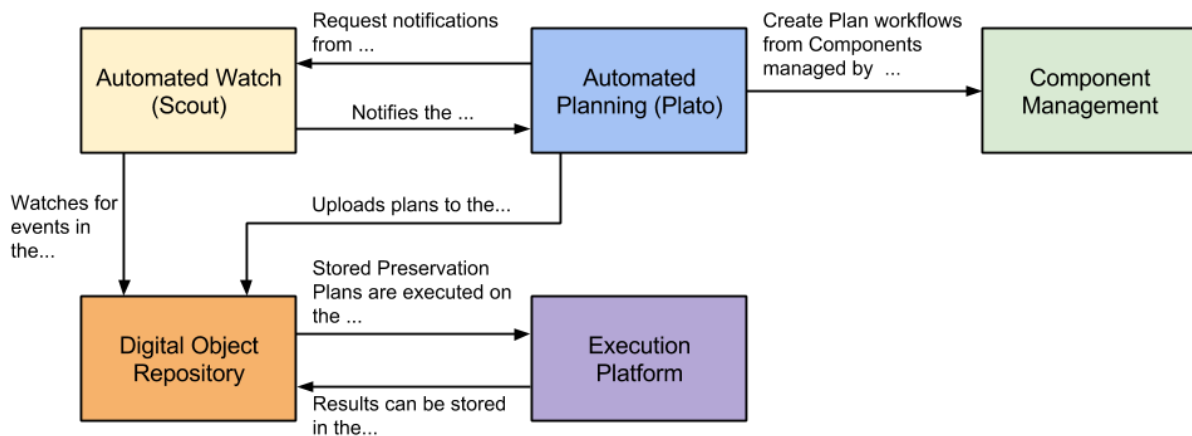 Request notifications
from ...
Create Plan workflows
from Components
managed by  ...
Automated Watch
(Scout)
Automated
Planning (Plato)
Component
Management
Notifies the ...
Watches for
events in
the...
Uploads plans to the...
Stored Preservation
Plans are executed on
the ...
Digital Object
Repository
Execution
Platform
Results can be stored
in the...